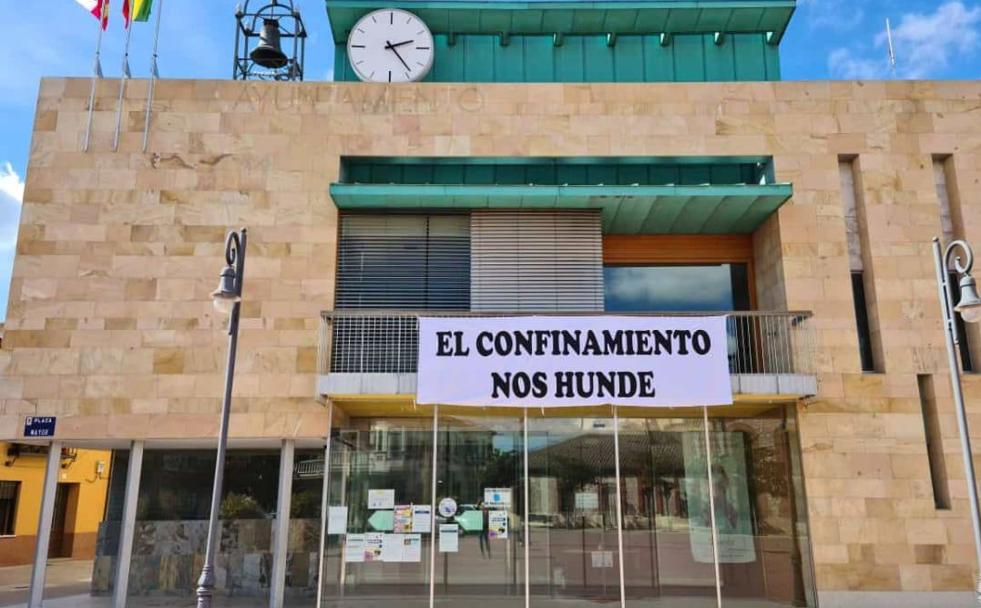 AYUNTAMIENTO
EL CONFINAMIENTO
NOS HUNDE
PLAZA
MAYOR